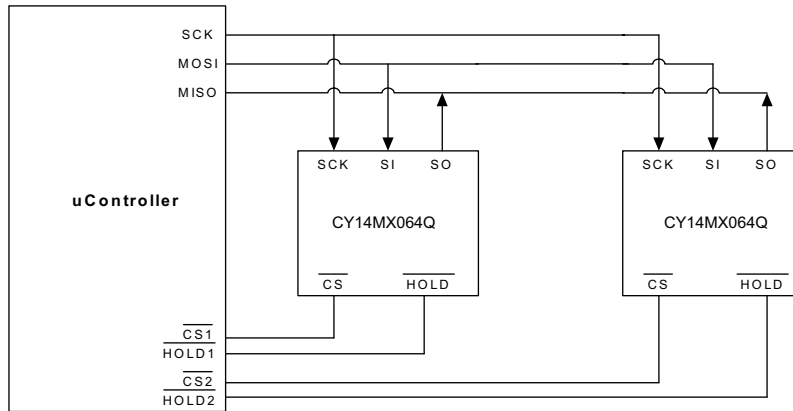 SCK
MOSI
MISO
uController
SCK SI SO
CY14MX064Q
CS HOLD
SCK SI SO
CY14MX064Q
CS HOLD
CS1
HOLD1
CS2
HOLD2